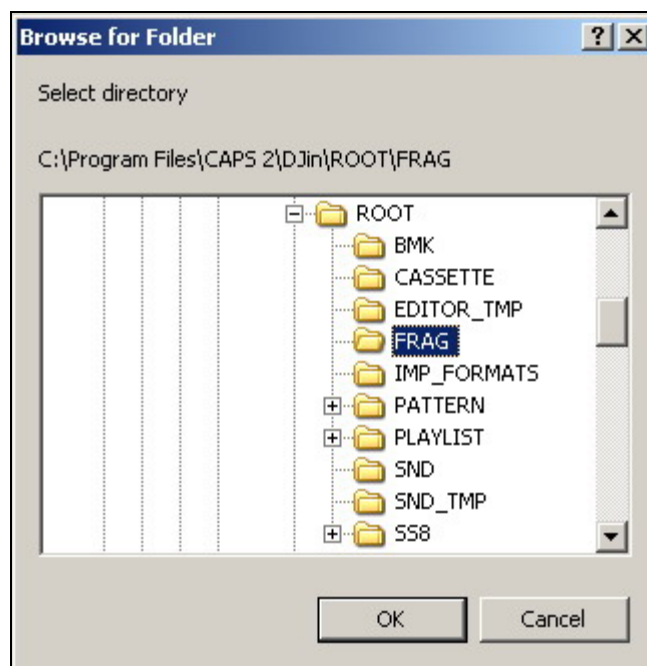 Browse for Folder
Select directory
C:\Program Files\CAPS 2\DJin\ROOT\FRAG
ROOT
BMK
CASSETTE
EDITOR_TMP
FRAG
IMP_FORMATS
PATTERN
PLAYLIST
SND
SND_TMP
SS8
OK Cancel